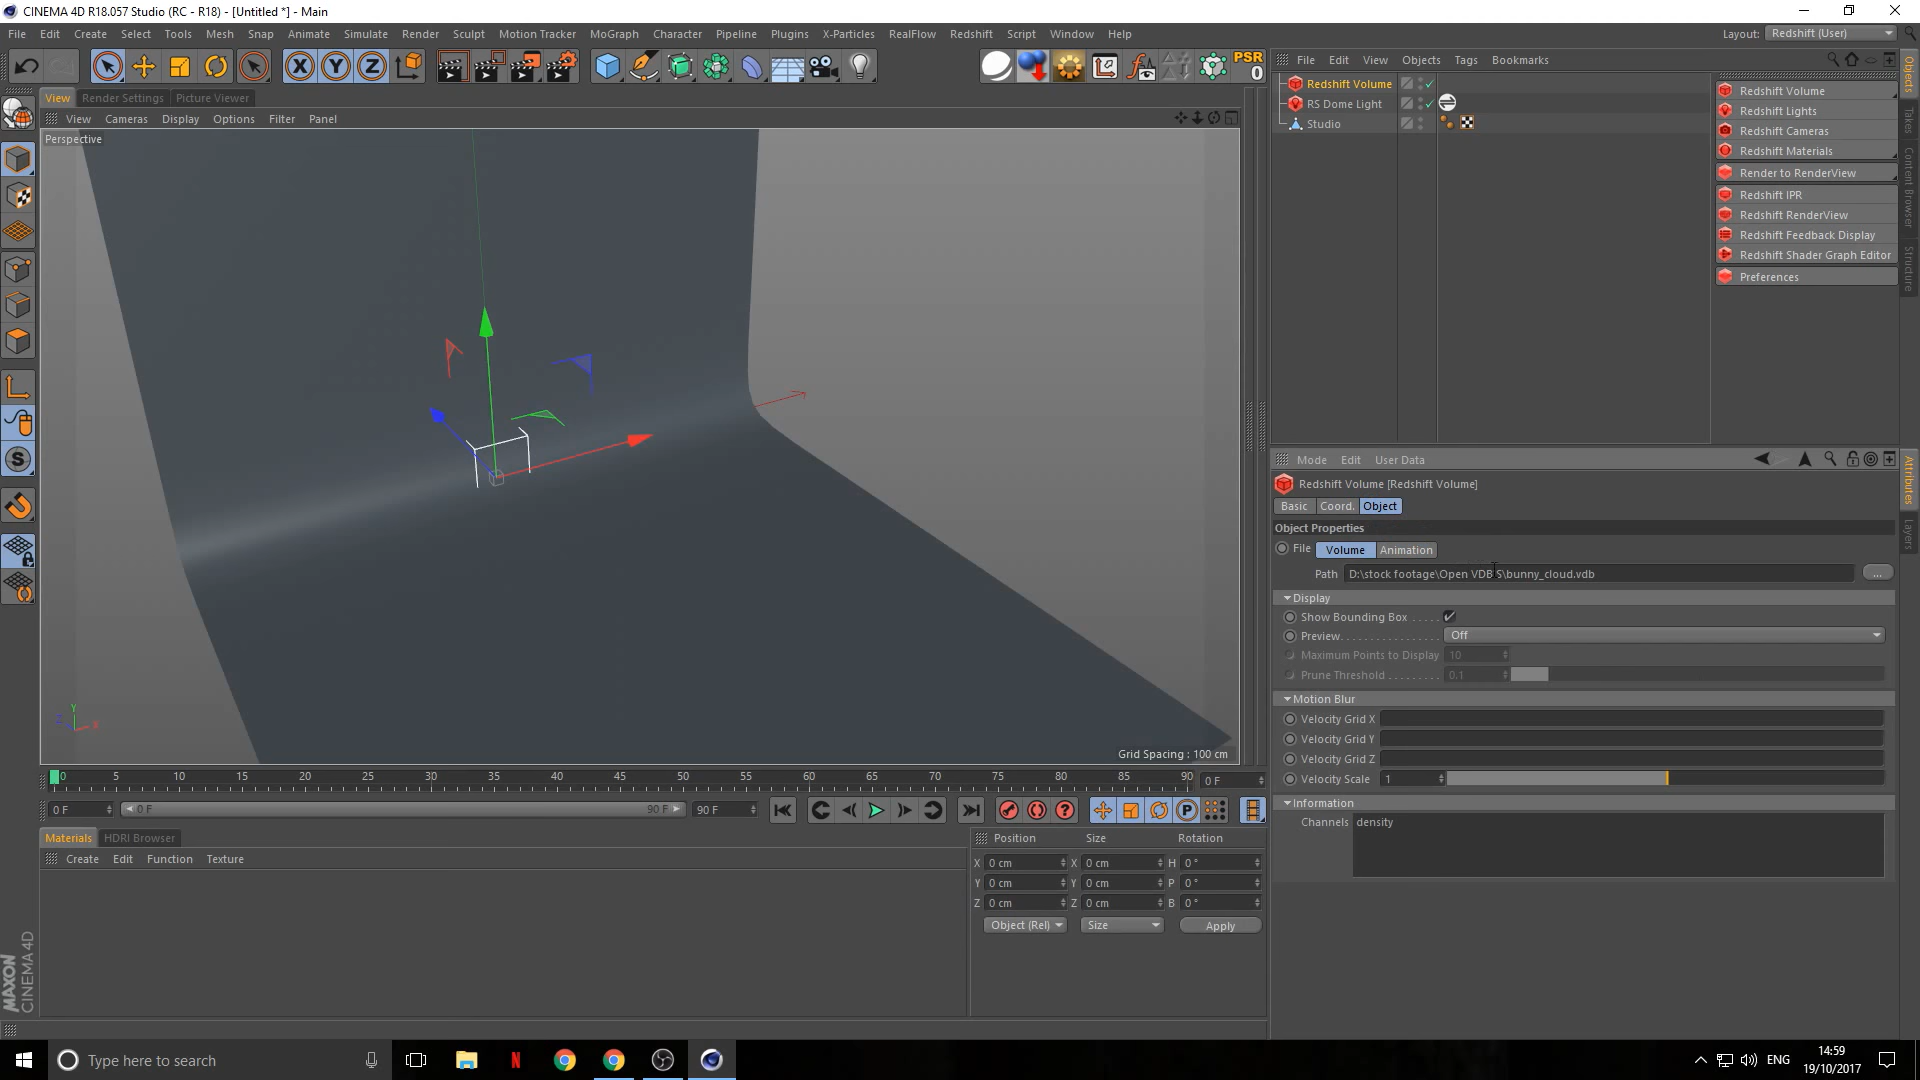 CINEMA 4D R18.057 Studio (RC - R18) - [Untitled *] - Main
File Edit Create Select Tools Mesh Snap Animate Simulate Render Sculpt Motion Tracker MoGraph Character Pipeline Plugins X-Particles RealFlow Redshift Script Window Help Layout: Redshift (User)
X Y Z PSR 0
View Render Settings Picture Viewer
View Cameras Display Options Filter Panel
Perspective
Y Z X
Grid Spacing : 100 cm
0 5 10 15 20 25 30 35 40 45 50 55 60 65 70 75 80 85 90 0 F
0 F 0 F 90 F 90 F
Materials HDRI Browser
Create Edit Function Texture
Position Size Rotation
X 0 cm X 0 cm H 0 °
Y 0 cm Y 0 cm P 0 °
Z 0 cm Z 0 cm B 0 °
Object (Rel) Size Apply
MAXON CINEMA 4D
File Edit View Objects Tags Bookmarks
Redshift Volume
RS Dome Light
Studio
Redshift Volume
Redshift Lights
Redshift Cameras
Redshift Materials
Render to RenderView
Redshift IPR
Redshift RenderView
Redshift Feedback Display
Redshift Shader Graph Editor
Preferences
Objects
Takes
Content Browser
Structure
Mode Edit User Data
Redshift Volume [Redshift Volume]
Basic Coord. Object
Object Properties
File Volume Animation
Path D:\stock footage\Open VDB S\bunny_cloud.vdb ...
Display
Show Bounding Box
Preview Off
Maximum Points to Display 10
Prune Threshold 0.1
Motion Blur
Velocity Grid X
Velocity Grid Y
Velocity Grid Z
Velocity Scale 1
Information
Channels density
Attributes
Layers
Type here to search
ENG
14:59
19/10/2017